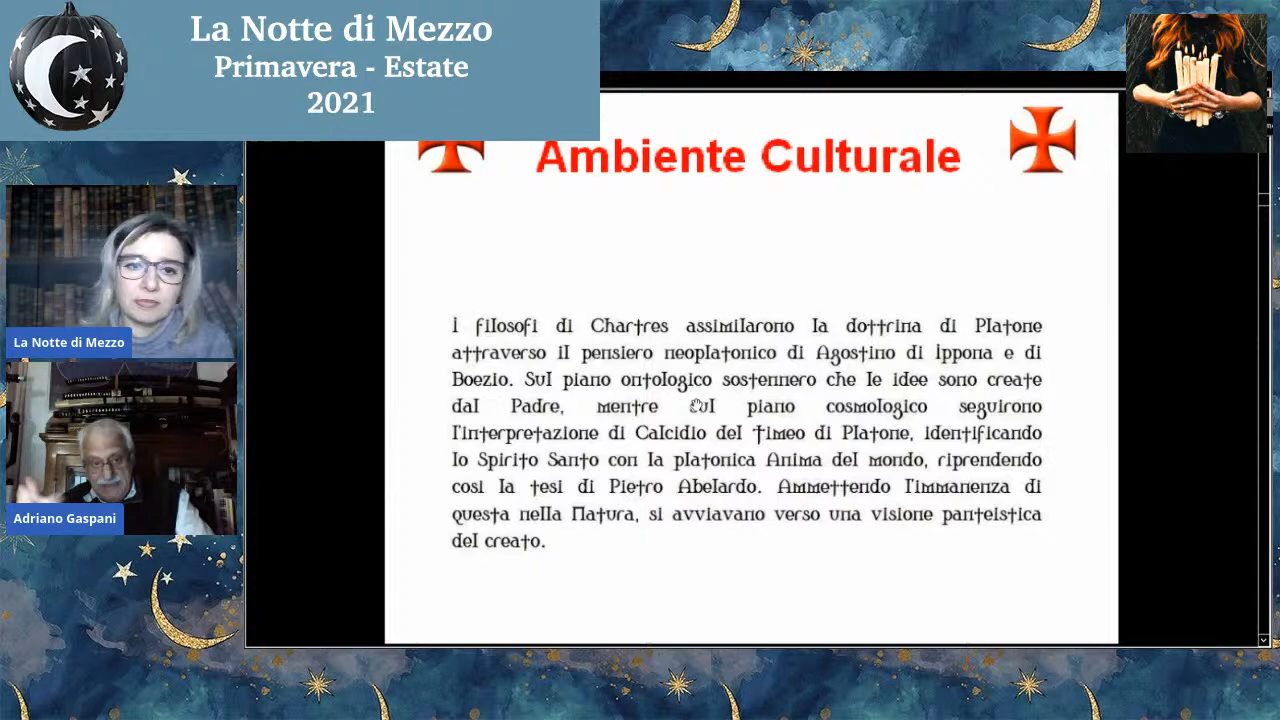 La Notte di Mezzo
Primavera - Estate
2021
Ambiente Culturale
I filosofi di Chartres assimilarono la dottrina di Platone
attraverso il pensiero neoplatonico di Agostino di Ippona e di
Boezio. Sul piano ontologico sostennero che le idee sono create
dal Padre, mentre sul piano cosmologico seguirono
l'interpretazione di Calcidio del Timeo di Platone, identificando
lo Spirito Santo con la platonica Anima del mondo, riprendendo
così la tesi di Pietro Abelardo. Ammettendo l'immanenza di
questa nella Natura, si avviavano verso una visione panteistica
del creato.
La Notte di Mezzo
Adriano Gaspani